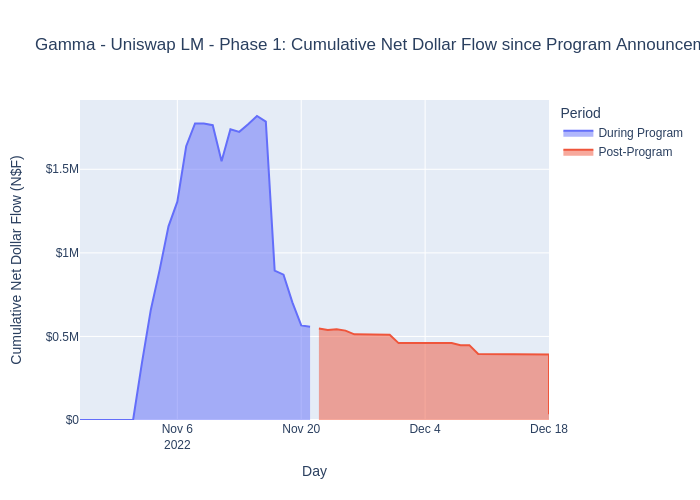 Gamma - Uniswap LM - Phase 1: Cumulative Net Dollar Flow since Program Announcem
Cumulative Net Dollar Flow (N$F)
$1.5M
$1M
$0.5M
$0
Nov 6
2022
Nov 20
Dec 4
Dec 18
Day
Period
During Program
Post-Program